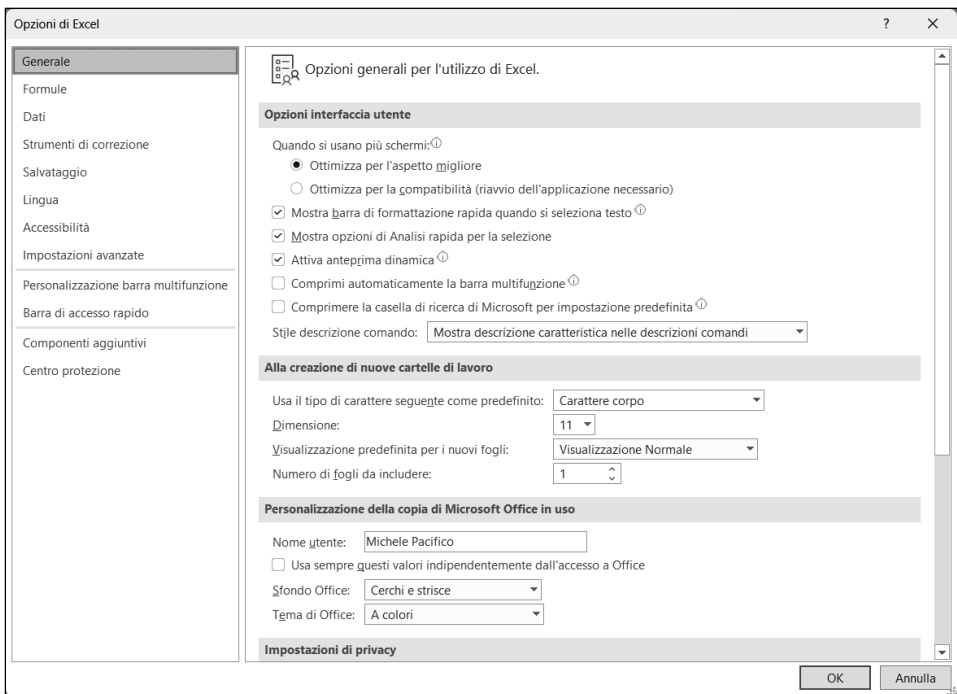 Opzioni di Excel
Generale
Formule
Dati
Strumenti di correzione
Salvataggio
Lingua
Accessibilità
Impostazioni avanzate
Personalizzazione barra multifunzione
Barra di accesso rapido
Componenti aggiuntivi
Centro protezione
Opzioni generali per l'utilizzo di Excel.
Opzioni interfaccia utente
Quando si usano più schermi:
Ottimizza per l'aspetto migliore
Ottimizza per la compatibilità (riavvio dell'applicazione necessario)
Mostra barra di formattazione rapida quando si seleziona testo
Mostra opzioni di Analisi rapida per la selezione
Attiva anteprima dinamica
Comprimi automaticamente la barra multifunzione
Comprimere la casella di ricerca di Microsoft per impostazione predefinita
Stile descrizione comando: Mostra descrizione caratteristica nelle descrizioni comandi
Alla creazione di nuove cartelle di lavoro
Usa il tipo di carattere seguente come predefinito: Carattere corpo
Dimensione: 11
Visualizzazione predefinita per i nuovi fogli: Visualizzazione Normale
Numero di fogli da includere: 1
Personalizzazione della copia di Microsoft Office in uso
Nome utente: Michele Pacifico
Usa sempre questi valori indipendentemente dall'accesso a Office
Sfondo Office: Cerchi e strisce
Tema di Office: A colori
Impostazioni di privacy
OK Annulla